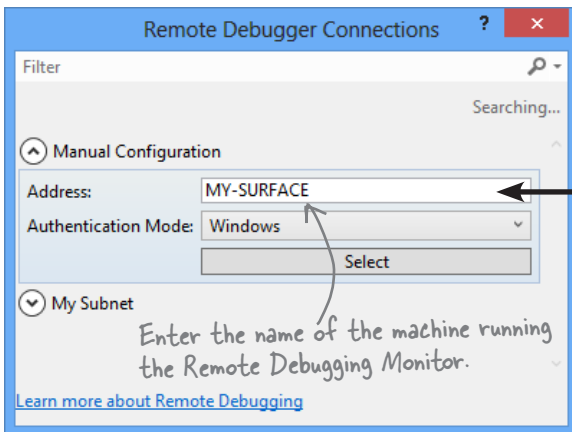 Remote Debugger Connections ? ×
Filter
Searching...
Manual Configuration
Address: MY-SURFACE
Authentication Mode: Windows
Select
My Subnet
Enter the name of the machine running
the Remote Debugging Monitor.
Learn more about Remote Debugging